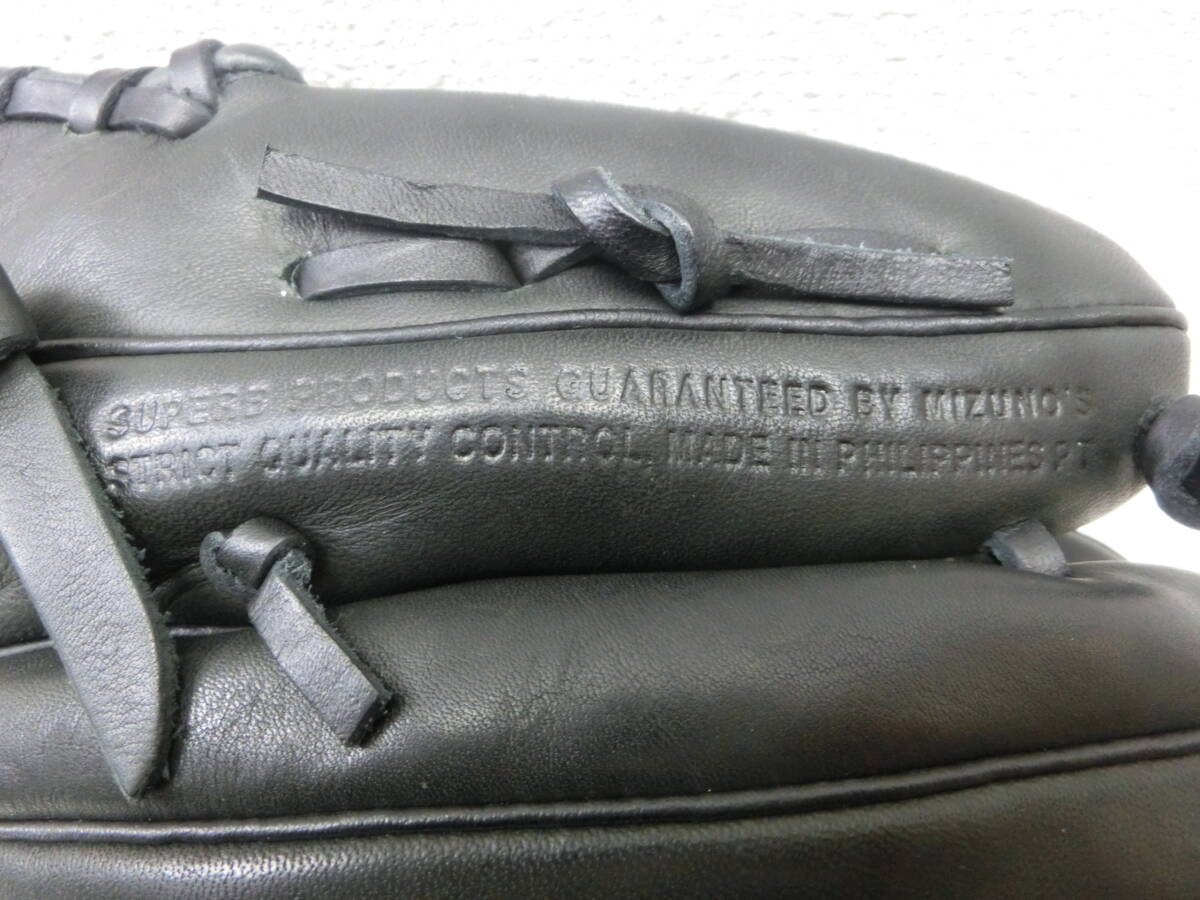 SUPERB PRODUCTS GUARANTEED BY MIZUNO'S
STRICT QUALITY CONTROL. MADE IN PHILIPPINES PT